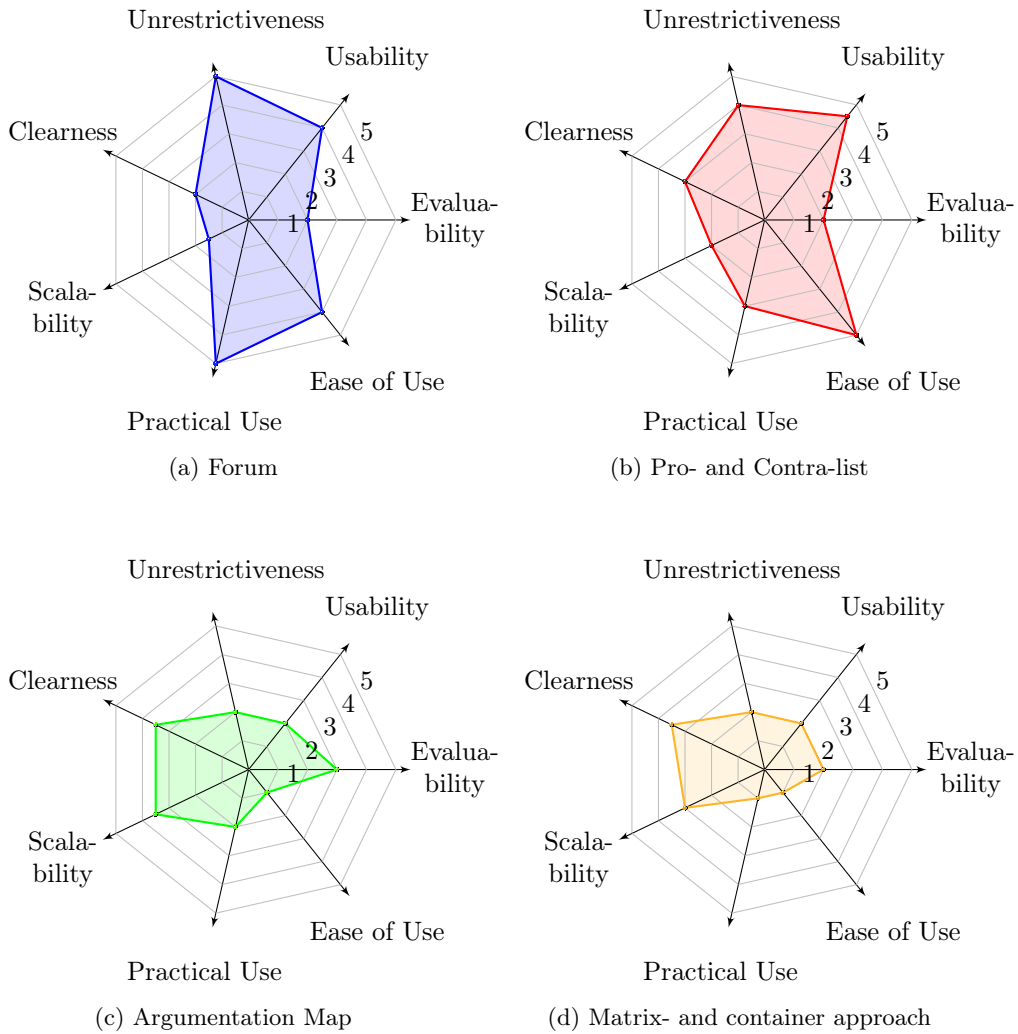 Unrestrictiveness
Usability
Clearness
5
4
3
2
1
Evalua-
bility
Scala-
bility
Ease of Use
Practical Use
(a) Forum
Unrestrictiveness
Usability
Clearness
5
4
3
2
1
Evalua-
bility
Scala-
bility
Ease of Use
Practical Use
(b) Pro- and Contra-list
Unrestrictiveness
Usability
Clearness
5
4
3
2
1
Evalua-
bility
Scala-
bility
Ease of Use
Practical Use
(c) Argumentation Map
Unrestrictiveness
Usability
Clearness
5
4
3
2
1
Evalua-
bility
Scala-
bility
Ease of Use
Practical Use
(d) Matrix- and container approach